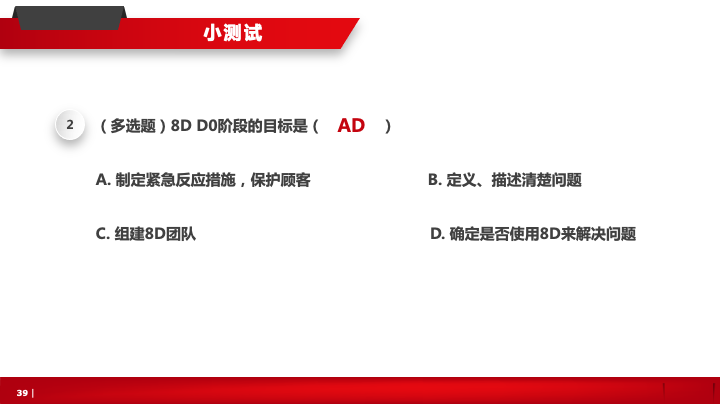 小测试
2 （多选题）8D D0阶段的目标是（ AD ）
A. 制定紧急反应措施，保护顾客 B. 定义、描述清楚问题
C. 组建8D团队 D. 确定是否使用8D来解决问题
39 |